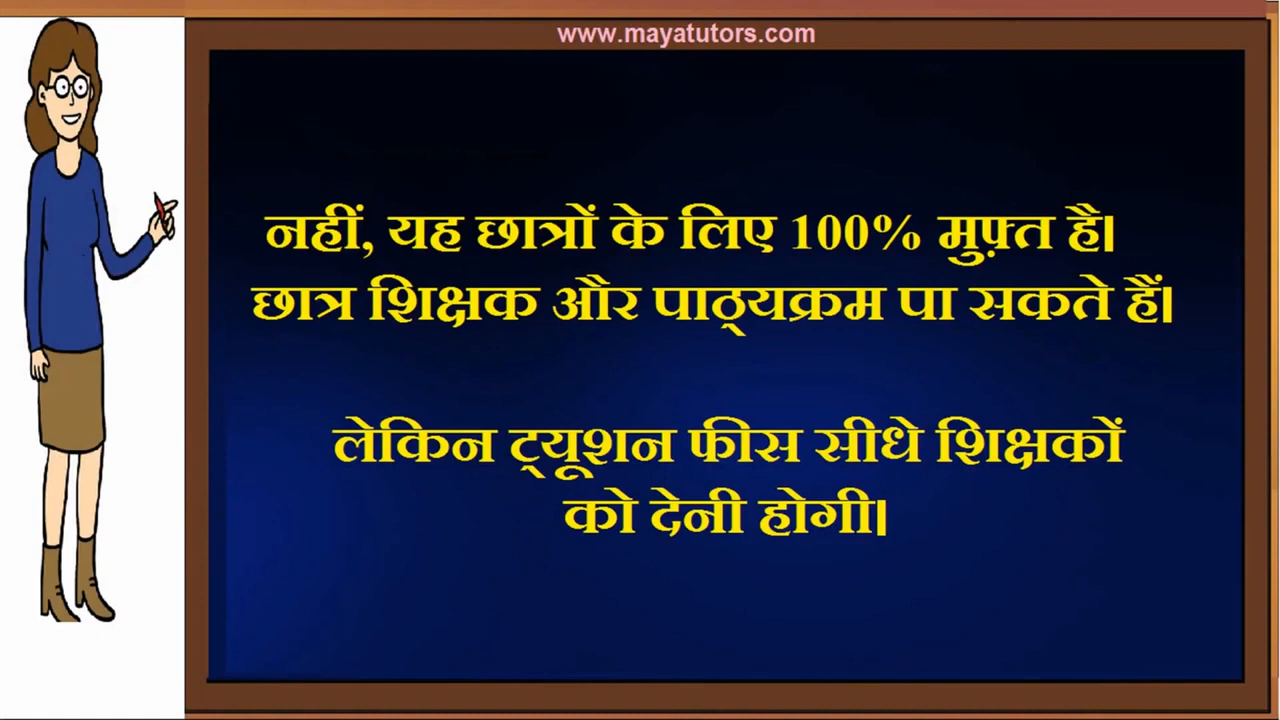 www.mayatutors.com
नहीं, यह छात्रों के लिए 100% मुफ़्त है।
छात्र शिक्षक और पाठ्यक्रम पा सकते हैं।
लेकिन ट्यूशन फीस सीधे शिक्षकों
को देनी होगी।